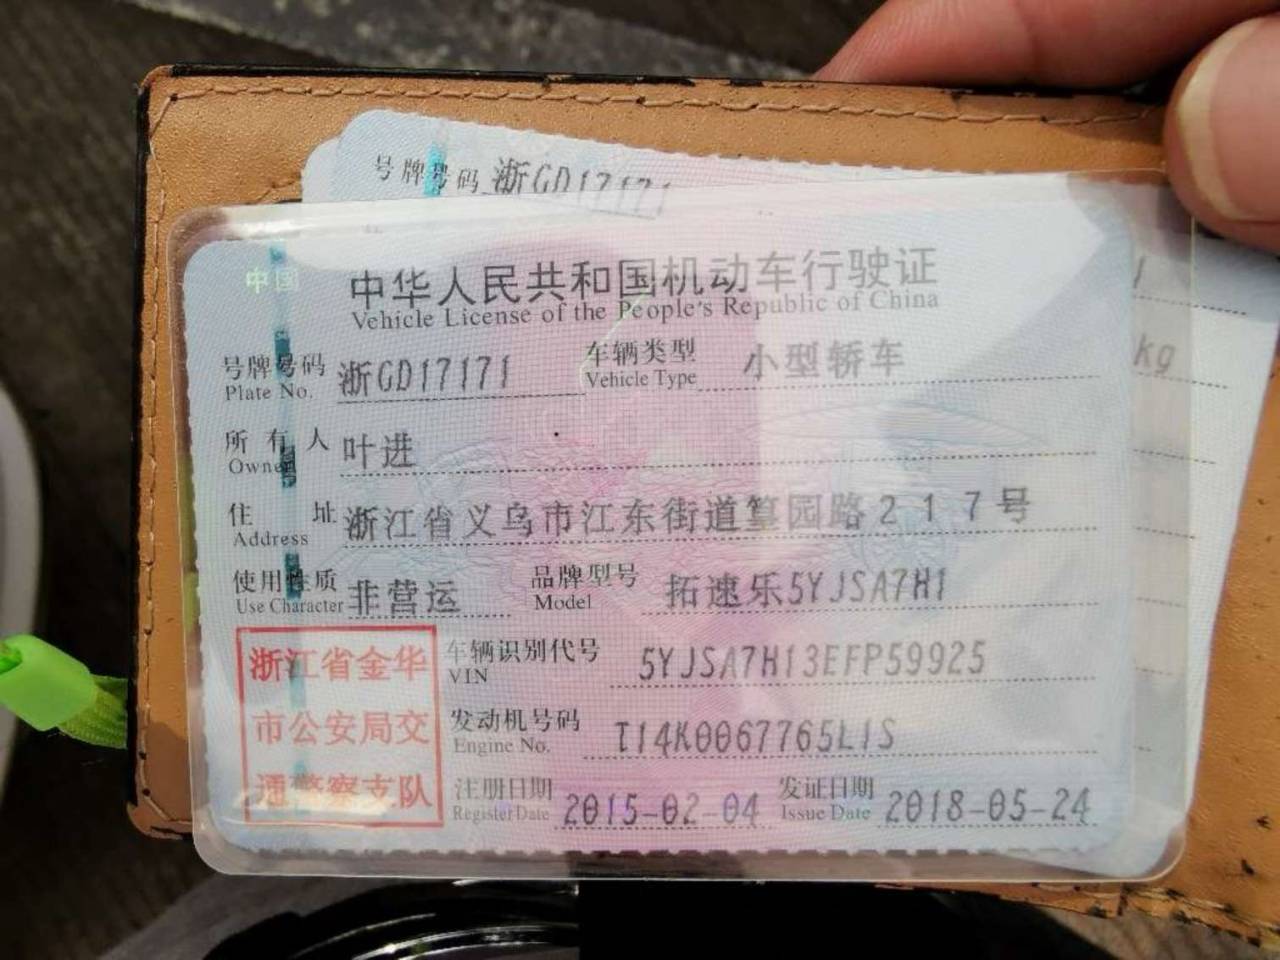 号牌号码 浙GD17171
中国
中华人民共和国机动车行驶证
Vehicle License of the People's Republic of China
号牌号码 浙GD17171 车辆类型 小型轿车
Plate No. Vehicle Type
所有人 叶进
Owner
住址 浙江省义乌市江东街道篁园路217号
Address
使用性质 非营运 品牌型号 拓速乐5YJSA7H1
Use Character Model
浙江省金华
市公安局交
通警察支队
车辆识别代号 5YJSA7H13EFP59925
VIN
发动机号码 T14K0067765L1S
Engine No.
注册日期 2015-02-04 发证日期 2018-05-24
Register Date Issue Date
kg